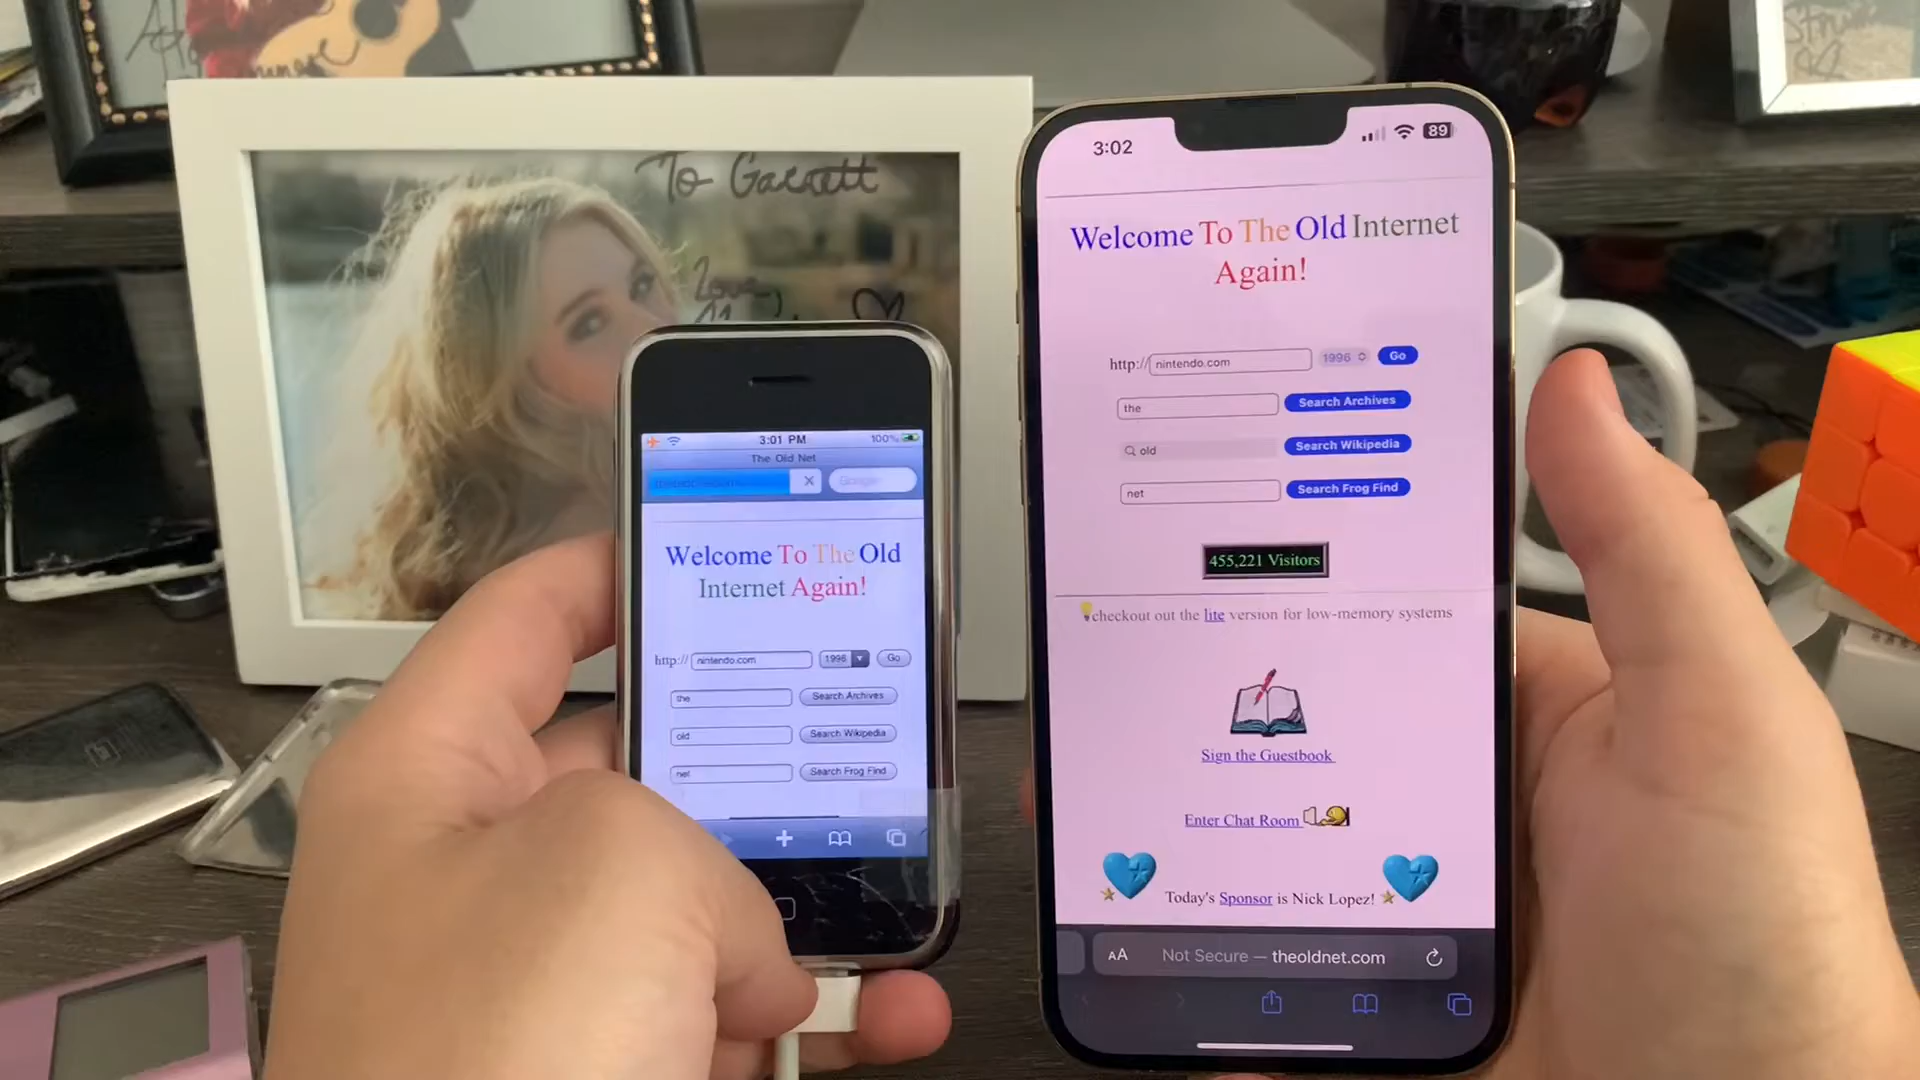 To Garrett
Love,
3:01 PM
100%
The Old Net
Google
Welcome To The Old
Internet Again!
http:// nintendo.com 1996 Go
the Search Archives
old Search Wikipedia
net Search Frog Find
3:02
89
Welcome To The Old Internet
Again!
http:// nintendo.com 1996 Go
the Search Archives
old Search Wikipedia
net Search Frog Find
455,221 Visitors
checkout out the lite version for low-memory systems
Sign the Guestbook
Enter Chat Room
Today's Sponsor is Nick Lopez!
AA Not Secure — theoldnet.com